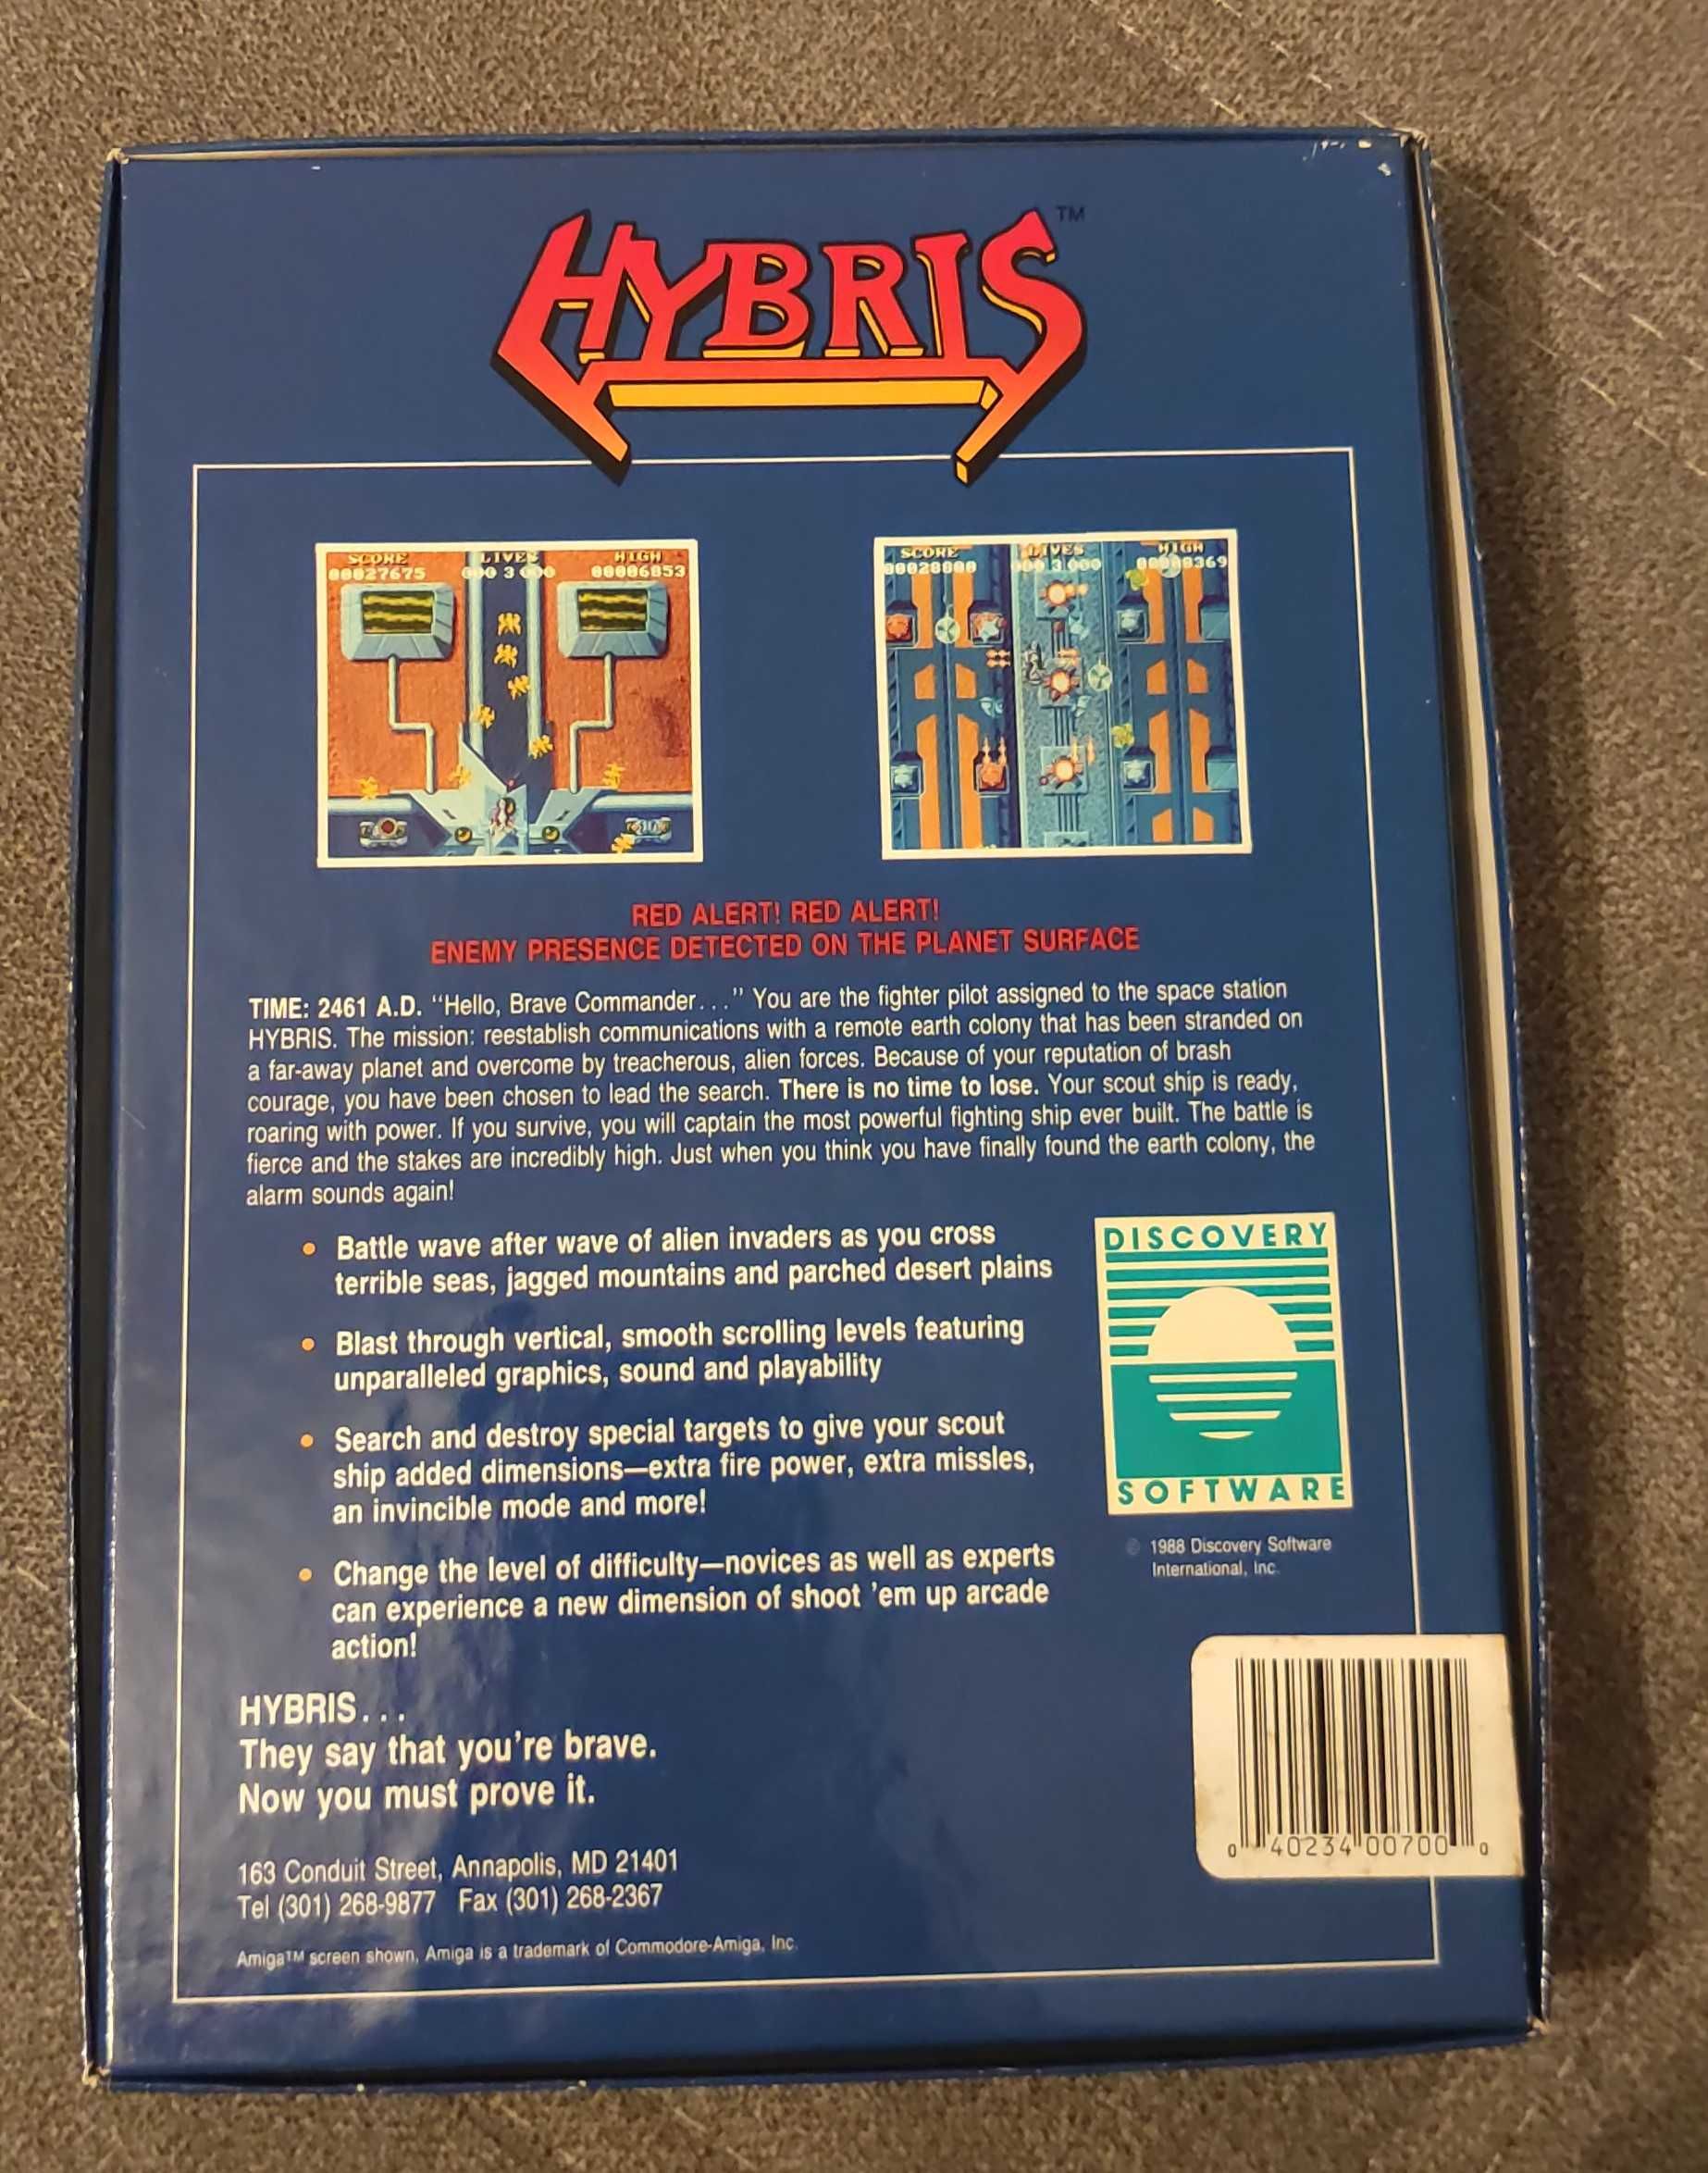 HYBRIS™
SCORE LIVES HIGH
00027675 000 3 000 00006853
SCORE LIVES HIGH
00028800 000 3 000
RED ALERT! RED ALERT!
ENEMY PRESENCE DETECTED ON THE PLANET SURFACE
TIME: 2461 A.D. “Hello, Brave Commander...” You are the fighter pilot assigned to the space station
HYBRIS. The mission: reestablish communications with a remote earth colony that has been stranded on
a far-away planet and overcome by treacherous, alien forces. Because of your reputation of brash
courage, you have been chosen to lead the search. There is no time to lose. Your scout ship is ready,
roaring with power. If you survive, you will captain the most powerful fighting ship ever built. The battle is
fierce and the stakes are incredibly high. Just when you think you have finally found the earth colony, the
alarm sounds again!
• Battle wave after wave of alien invaders as you cross
terrible seas, jagged mountains and parched desert plains
• Blast through vertical, smooth scrolling levels featuring
unparalleled graphics, sound and playability
• Search and destroy special targets to give your scout
ship added dimensions—extra fire power, extra missles,
an invincible mode and more!
• Change the level of difficulty—novices as well as experts
can experience a new dimension of shoot ’em up arcade
action!
DISCOVERY
SOFTWARE
© 1988 Discovery Software
International, Inc.
HYBRIS...
They say that you’re brave.
Now you must prove it.
163 Conduit Street, Annapolis, MD 21401
Tel (301) 268-9877 Fax (301) 268-2367
Amiga™ screen shown, Amiga is a trademark of Commodore-Amiga, Inc.
0 40234 00700 0